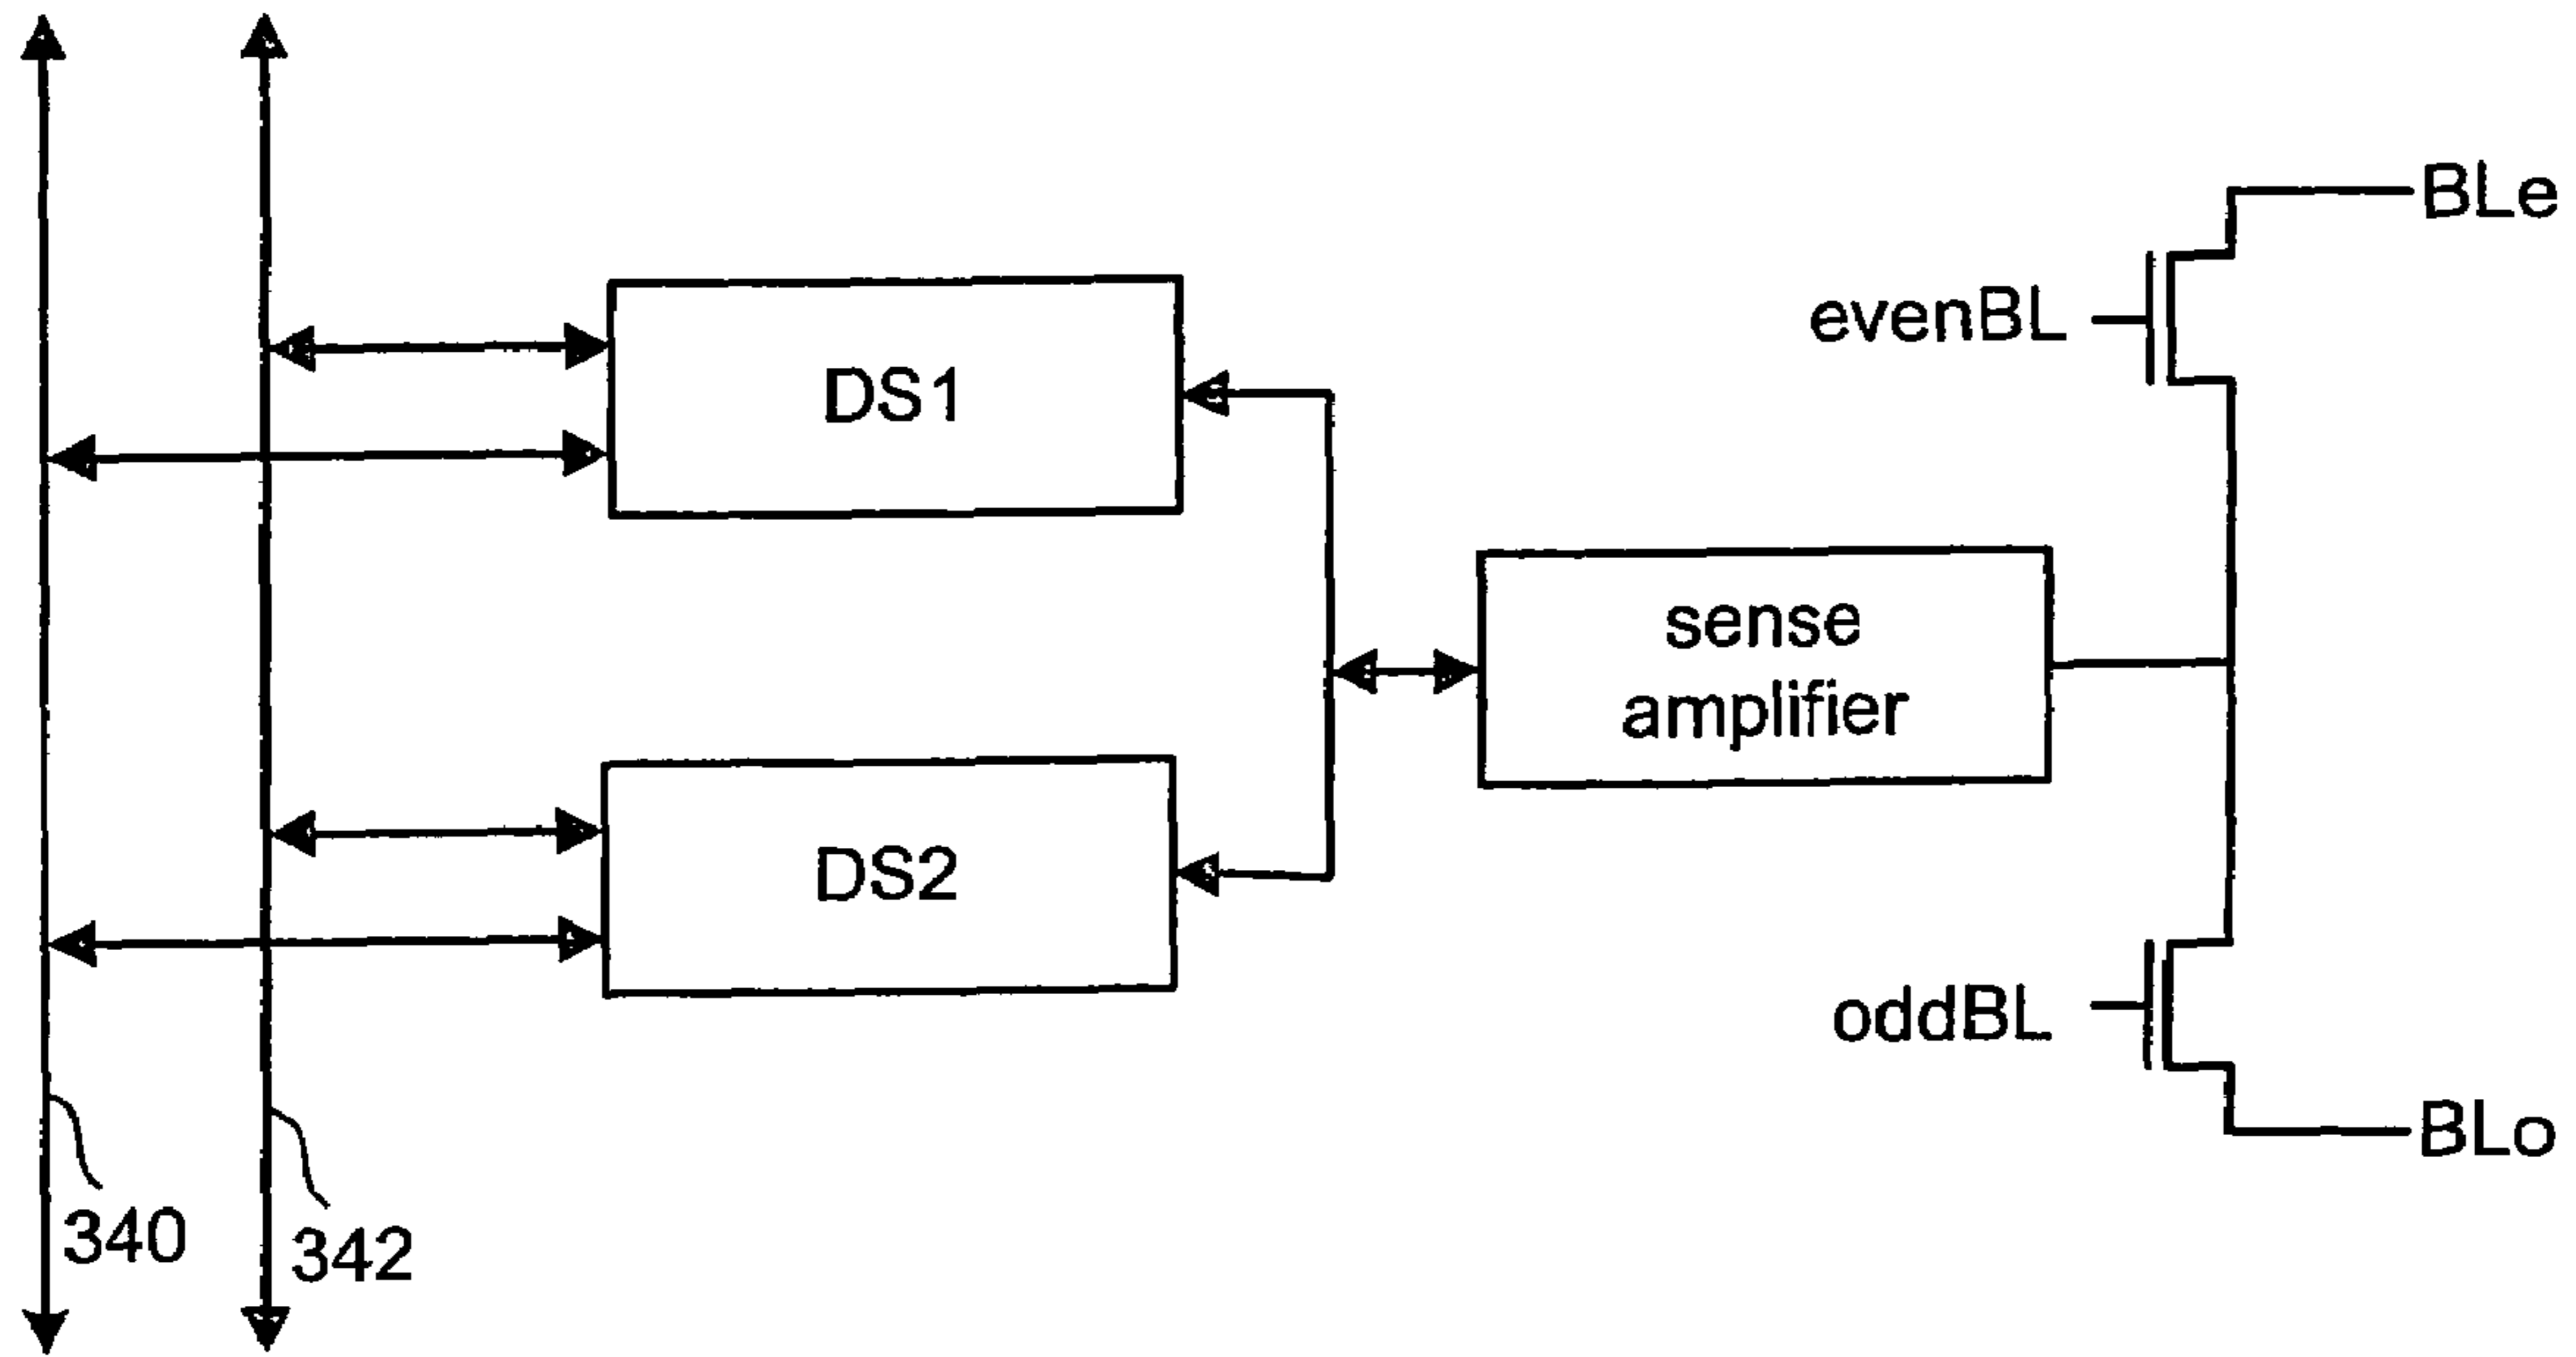 BLe
evenBL
DS1
sense
amplifier
DS2
oddBL
BLo
340
342